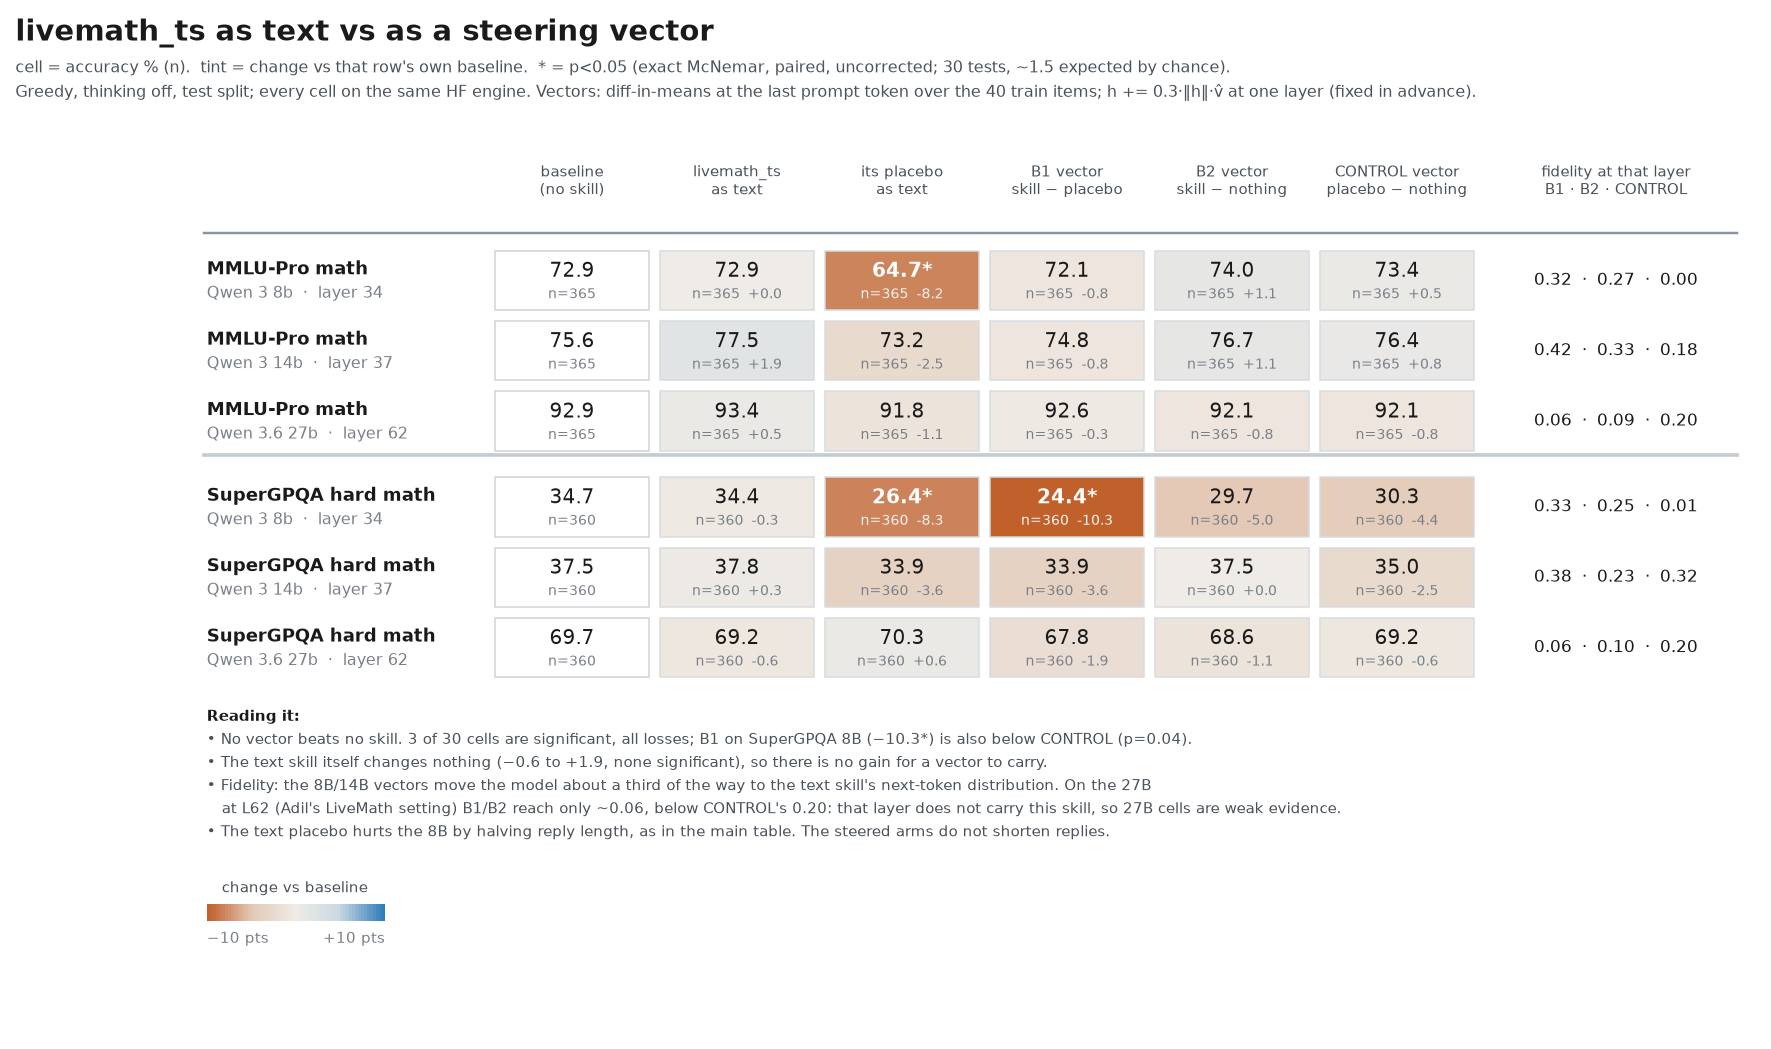 livemath_ts as text vs as a steering vector
cell = accuracy % (n).  tint = change vs that row's own baseline.  * = p<0.05 (exact McNemar, paired, uncorrected; 30 tests, ~1.5 expected by chance).
Greedy, thinking off, test split; every cell on the same HF engine. Vectors: diff-in-means at the last prompt token over the 40 train items; h += 0.3·‖h‖·v̂ at one layer (fixed in advance).
baseline livemath_ts its placebo B1 vector B2 vector CONTROL vector fidelity at that layer
(no skill) as text as text skill − placebo skill − nothing placebo − nothing B1 · B2 · CONTROL
MMLU-Pro math 72.9 72.9 64.7* 72.1 74.0 73.4 0.32 · 0.27 · 0.00
Qwen 3 8b · layer 34 n=365 n=365 +0.0 n=365 -8.2 n=365 -0.8 n=365 +1.1 n=365 +0.5
MMLU-Pro math 75.6 77.5 73.2 74.8 76.7 76.4 0.42 · 0.33 · 0.18
Qwen 3 14b · layer 37 n=365 n=365 +1.9 n=365 -2.5 n=365 -0.8 n=365 +1.1 n=365 +0.8
MMLU-Pro math 92.9 93.4 91.8 92.6 92.1 92.1 0.06 · 0.09 · 0.20
Qwen 3.6 27b · layer 62 n=365 n=365 +0.5 n=365 -1.1 n=365 -0.3 n=365 -0.8 n=365 -0.8
SuperGPQA hard math 34.7 34.4 26.4* 24.4* 29.7 30.3 0.33 · 0.25 · 0.01
Qwen 3 8b · layer 34 n=360 n=360 -0.3 n=360 -8.3 n=360 -10.3 n=360 -5.0 n=360 -4.4
SuperGPQA hard math 37.5 37.8 33.9 33.9 37.5 35.0 0.38 · 0.23 · 0.32
Qwen 3 14b · layer 37 n=360 n=360 +0.3 n=360 -3.6 n=360 -3.6 n=360 +0.0 n=360 -2.5
SuperGPQA hard math 69.7 69.2 70.3 67.8 68.6 69.2 0.06 · 0.10 · 0.20
Qwen 3.6 27b · layer 62 n=360 n=360 -0.6 n=360 +0.6 n=360 -1.9 n=360 -1.1 n=360 -0.6
Reading it:
• No vector beats no skill. 3 of 30 cells are significant, all losses; B1 on SuperGPQA 8B (−10.3*) is also below CONTROL (p=0.04).
• The text skill itself changes nothing (−0.6 to +1.9, none significant), so there is no gain for a vector to carry.
• Fidelity: the 8B/14B vectors move the model about a third of the way to the text skill's next-token distribution. On the 27B
at L62 (Adil's LiveMath setting) B1/B2 reach only ~0.06, below CONTROL's 0.20: that layer does not carry this skill, so 27B cells are weak evidence.
• The text placebo hurts the 8B by halving reply length, as in the main table. The steered arms do not shorten replies.
change vs baseline
−10 pts +10 pts